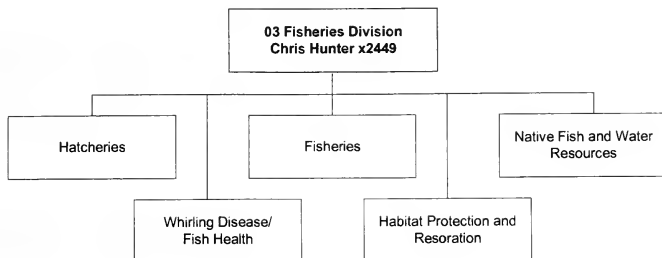 03 Fisheries Division
Chris Hunter x2449
Hatcheries
Fisheries
Native Fish and Water
Resources
Whirling Disease/
Fish Health
Habitat Protection and
Resoration